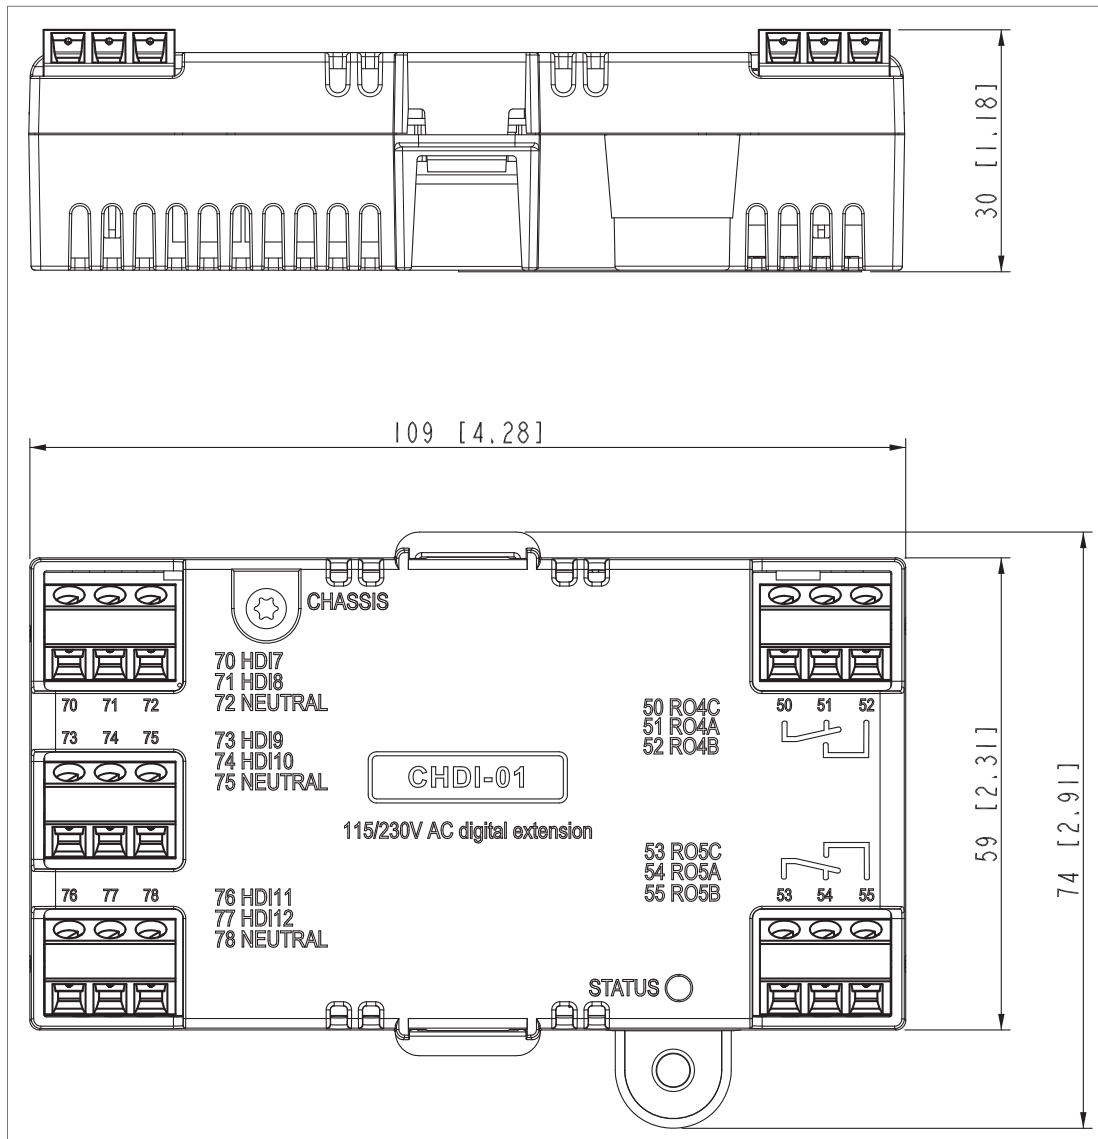 30 [1.18]
109 [4.28]
CHASSIS
70 HDI7
71 HDI8
72 NEUTRAL
70 71 72
73 74 75
73 HDI9
74 HDI10
75 NEUTRAL
50 RO4C
51 RO4A
52 RO4B
50 51 52
CHDI-01
115/230V AC digital extension
59 [2.31]
74 [2.91]
53 RO5C
54 RO5A
55 RO5B
53 54 55
76 77 78
76 HDI11
77 HDI12
78 NEUTRAL
STATUS